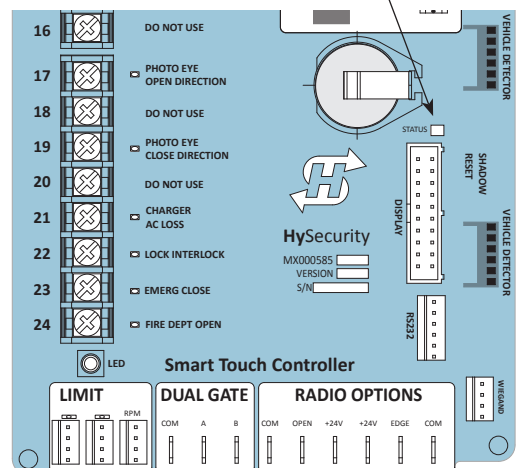 16 DO NOT USE
VEHICLE DETECTOR
17 PHOTO EYE
OPEN DIRECTION
18 DO NOT USE
STATUS
19 PHOTO EYE
CLOSE DIRECTION
SHADOW
RESET
20 DO NOT USE
DISPLAY
21 CHARGER
AC LOSS
HySecurity
VEHICLE DETECTOR
22 LOCK INTERLOCK
MX000585
VERSION
S/N
23 EMERG CLOSE
24 FIRE DEPT OPEN
RS232
LED
Smart Touch Controller
LIMIT
RPM
DUAL GATE
COM A B
RADIO OPTIONS
COM OPEN +24V +24V EDGE COM
WIEGAND